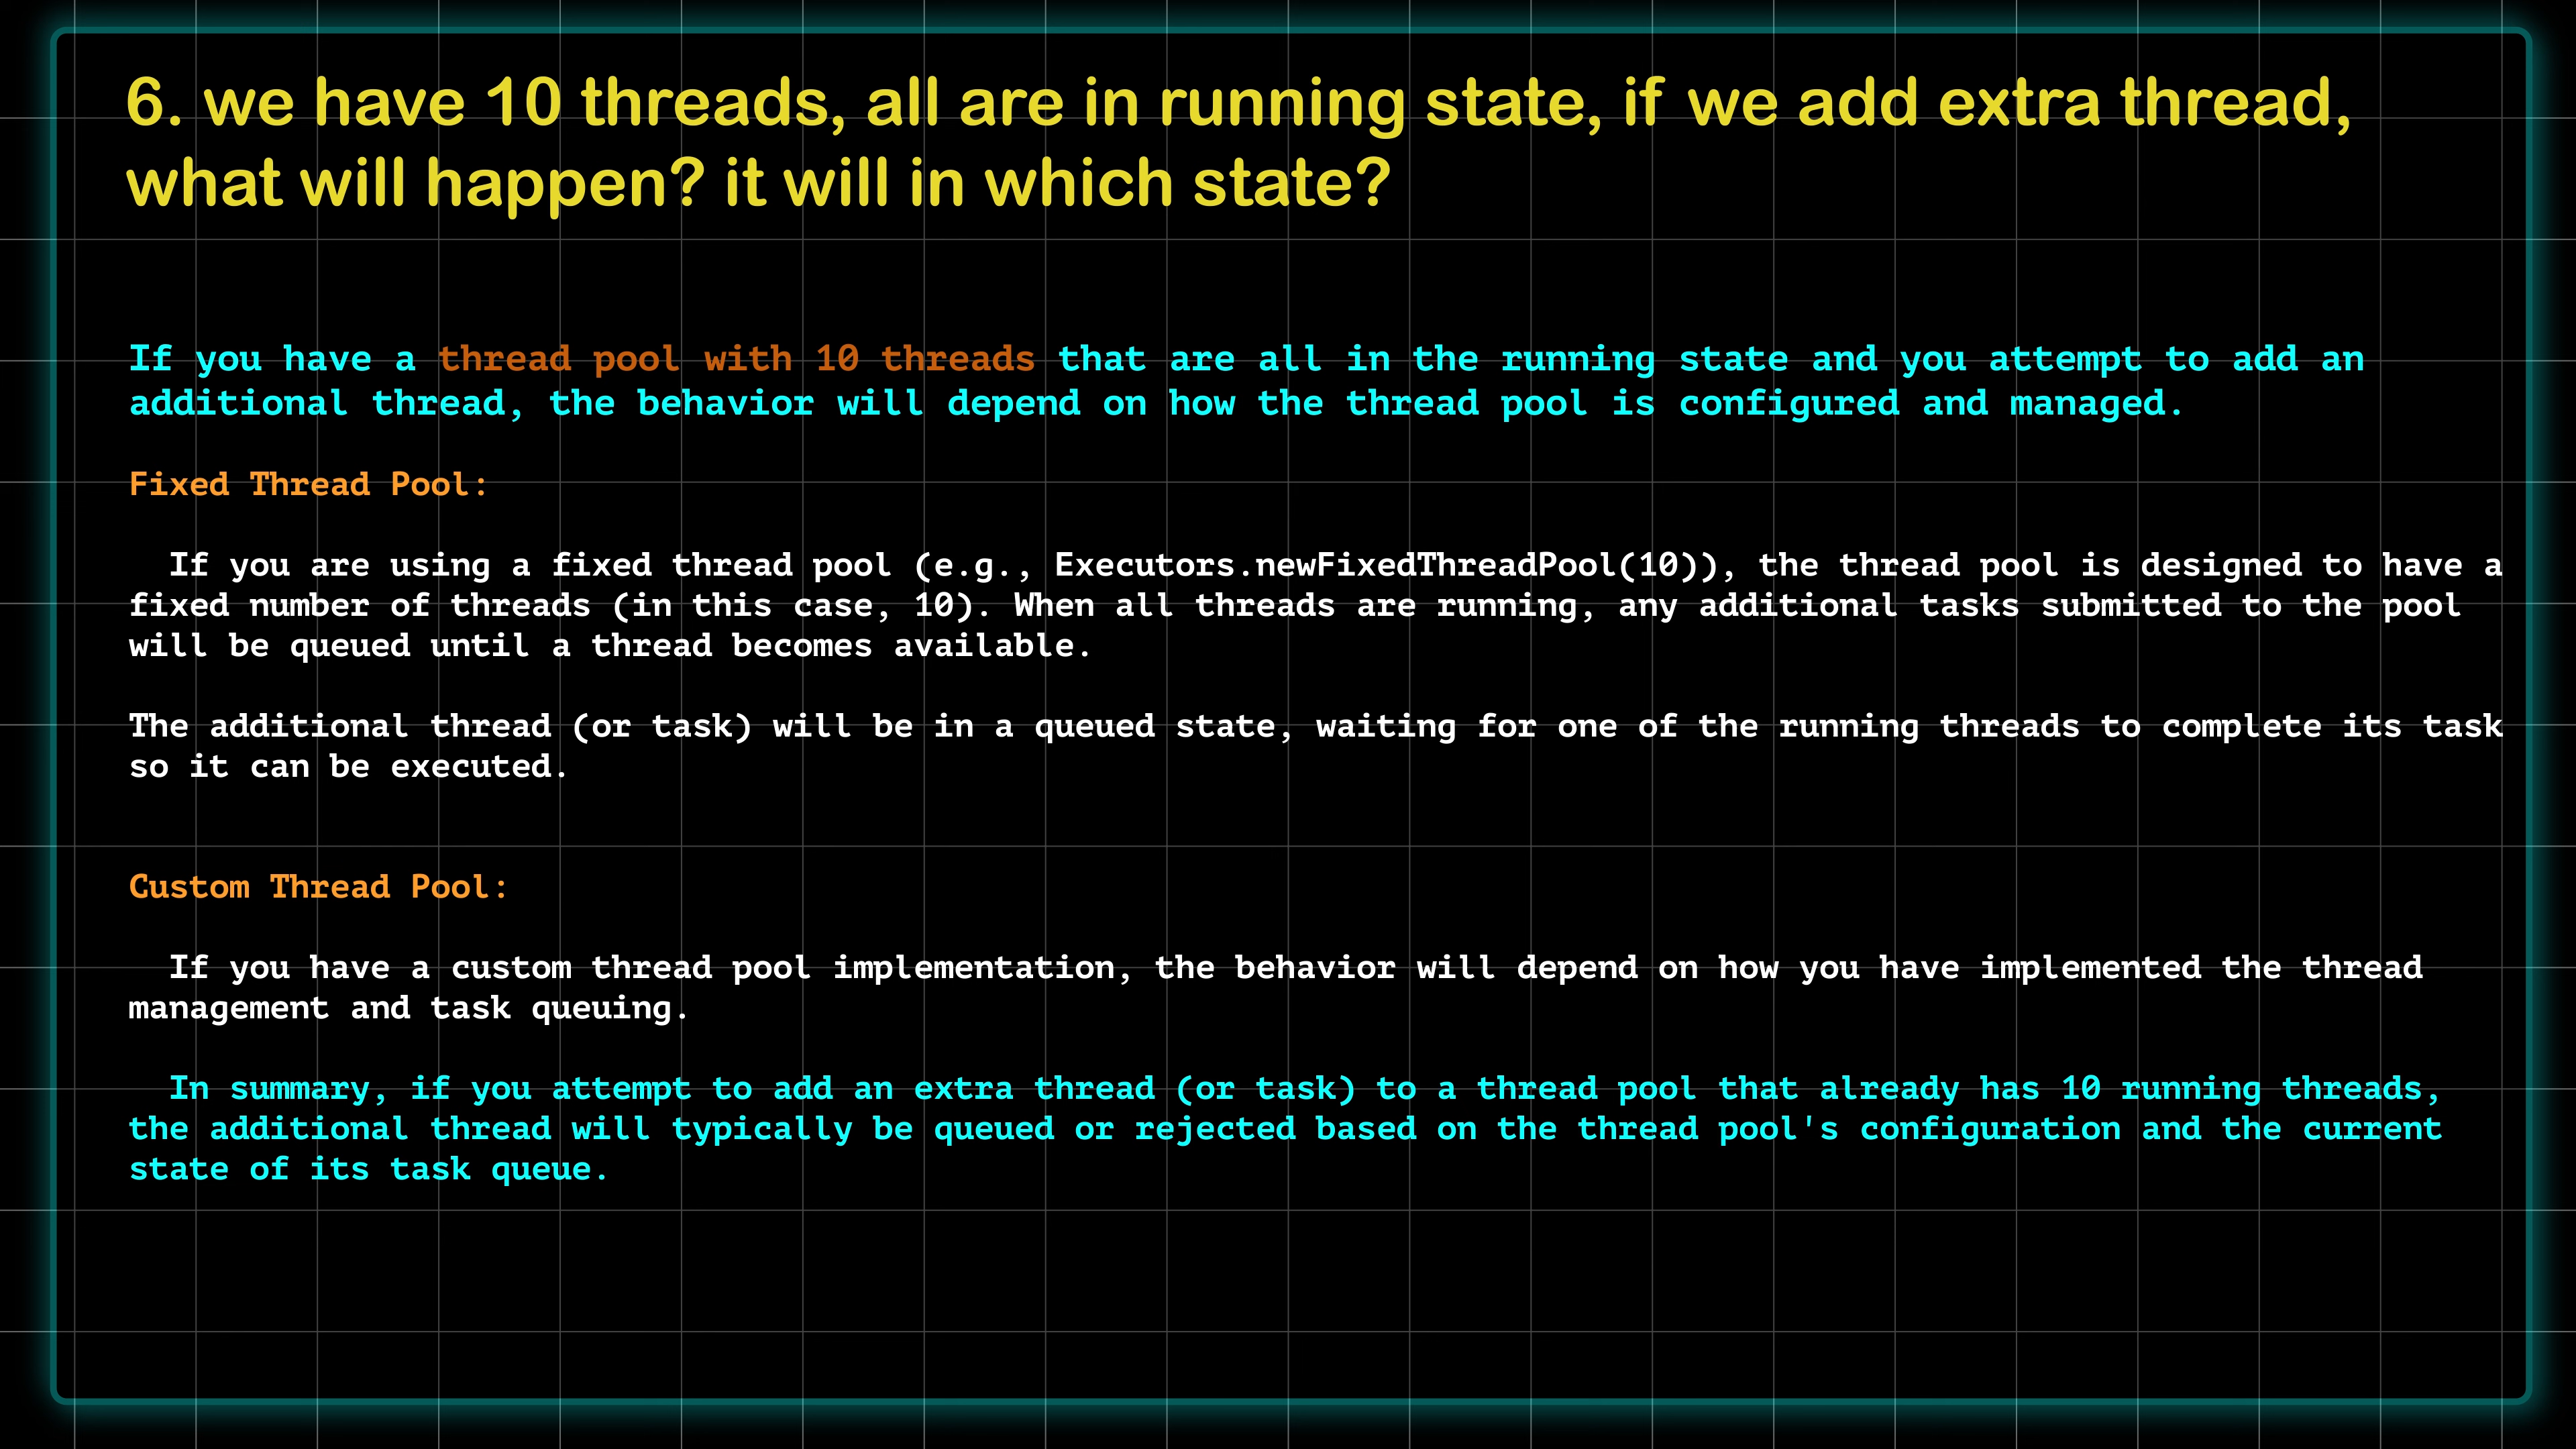 6. we have 10 threads, all are in running state, if we add extra thread,
what will happen? it will in which state?
If you have a thread pool with 10 threads that are all in the running state and you attempt to add an
additional thread, the behavior will depend on how the thread pool is configured and managed.
Fixed Thread Pool:
If you are using a fixed thread pool (e.g., Executors.newFixedThreadPool(10)), the thread pool is designed to have a
fixed number of threads (in this case, 10). When all threads are running, any additional tasks submitted to the pool
will be queued until a thread becomes available.
The additional thread (or task) will be in a queued state, waiting for one of the running threads to complete its task
so it can be executed.
Custom Thread Pool:
If you have a custom thread pool implementation, the behavior will depend on how you have implemented the thread
management and task queuing.
In summary, if you attempt to add an extra thread (or task) to a thread pool that already has 10 running threads,
the additional thread will typically be queued or rejected based on the thread pool's configuration and the current
state of its task queue.